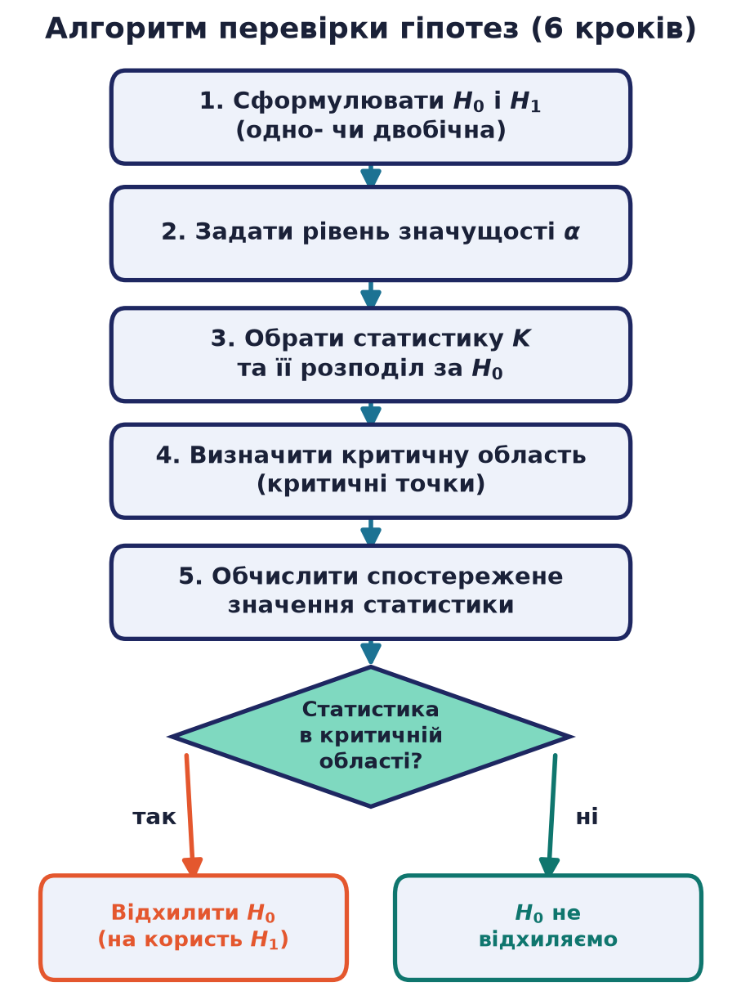 Алгоритм перевірки гіпотез (6 кроків)
1. Сформулювати H₀ і H₁
(одно- чи двобічна)
2. Задати рівень значущості α
3. Обрати статистику K
та її розподіл за H₀
4. Визначити критичну область
(критичні точки)
5. Обчислити спостережене
значення статистики
Статистика
в критичній
області?
так
ні
Відхилити H₀
(на користь H₁)
H₀ не
відхиляємо